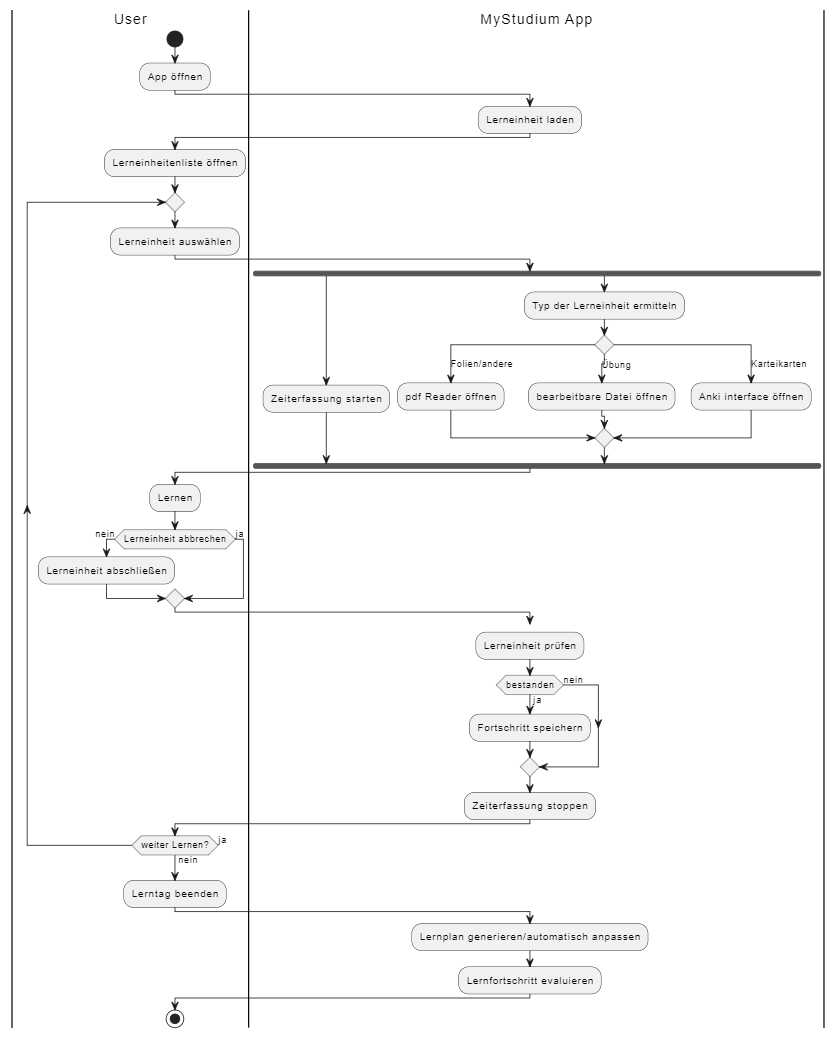 User
MyStudium App
App öffnen
Lerneinheit laden
Lerneinheitenliste öffnen
Lerneinheit auswählen
Typ der Lerneinheit ermitteln
Folien/andere
Übung
Karteikarten
Zeiterfassung starten
pdf Reader öffnen
bearbeitbare Datei öffnen
Anki interface öffnen
Lernen
nein
Lerneinheit abbrechen
ja
Lerneinheit abschließen
Lerneinheit prüfen
bestanden
nein
ja
Fortschritt speichern
Zeiterfassung stoppen
weiter Lernen?
ja
nein
Lerntag beenden
Lernplan generieren/automatisch anpassen
Lernfortschritt evaluieren